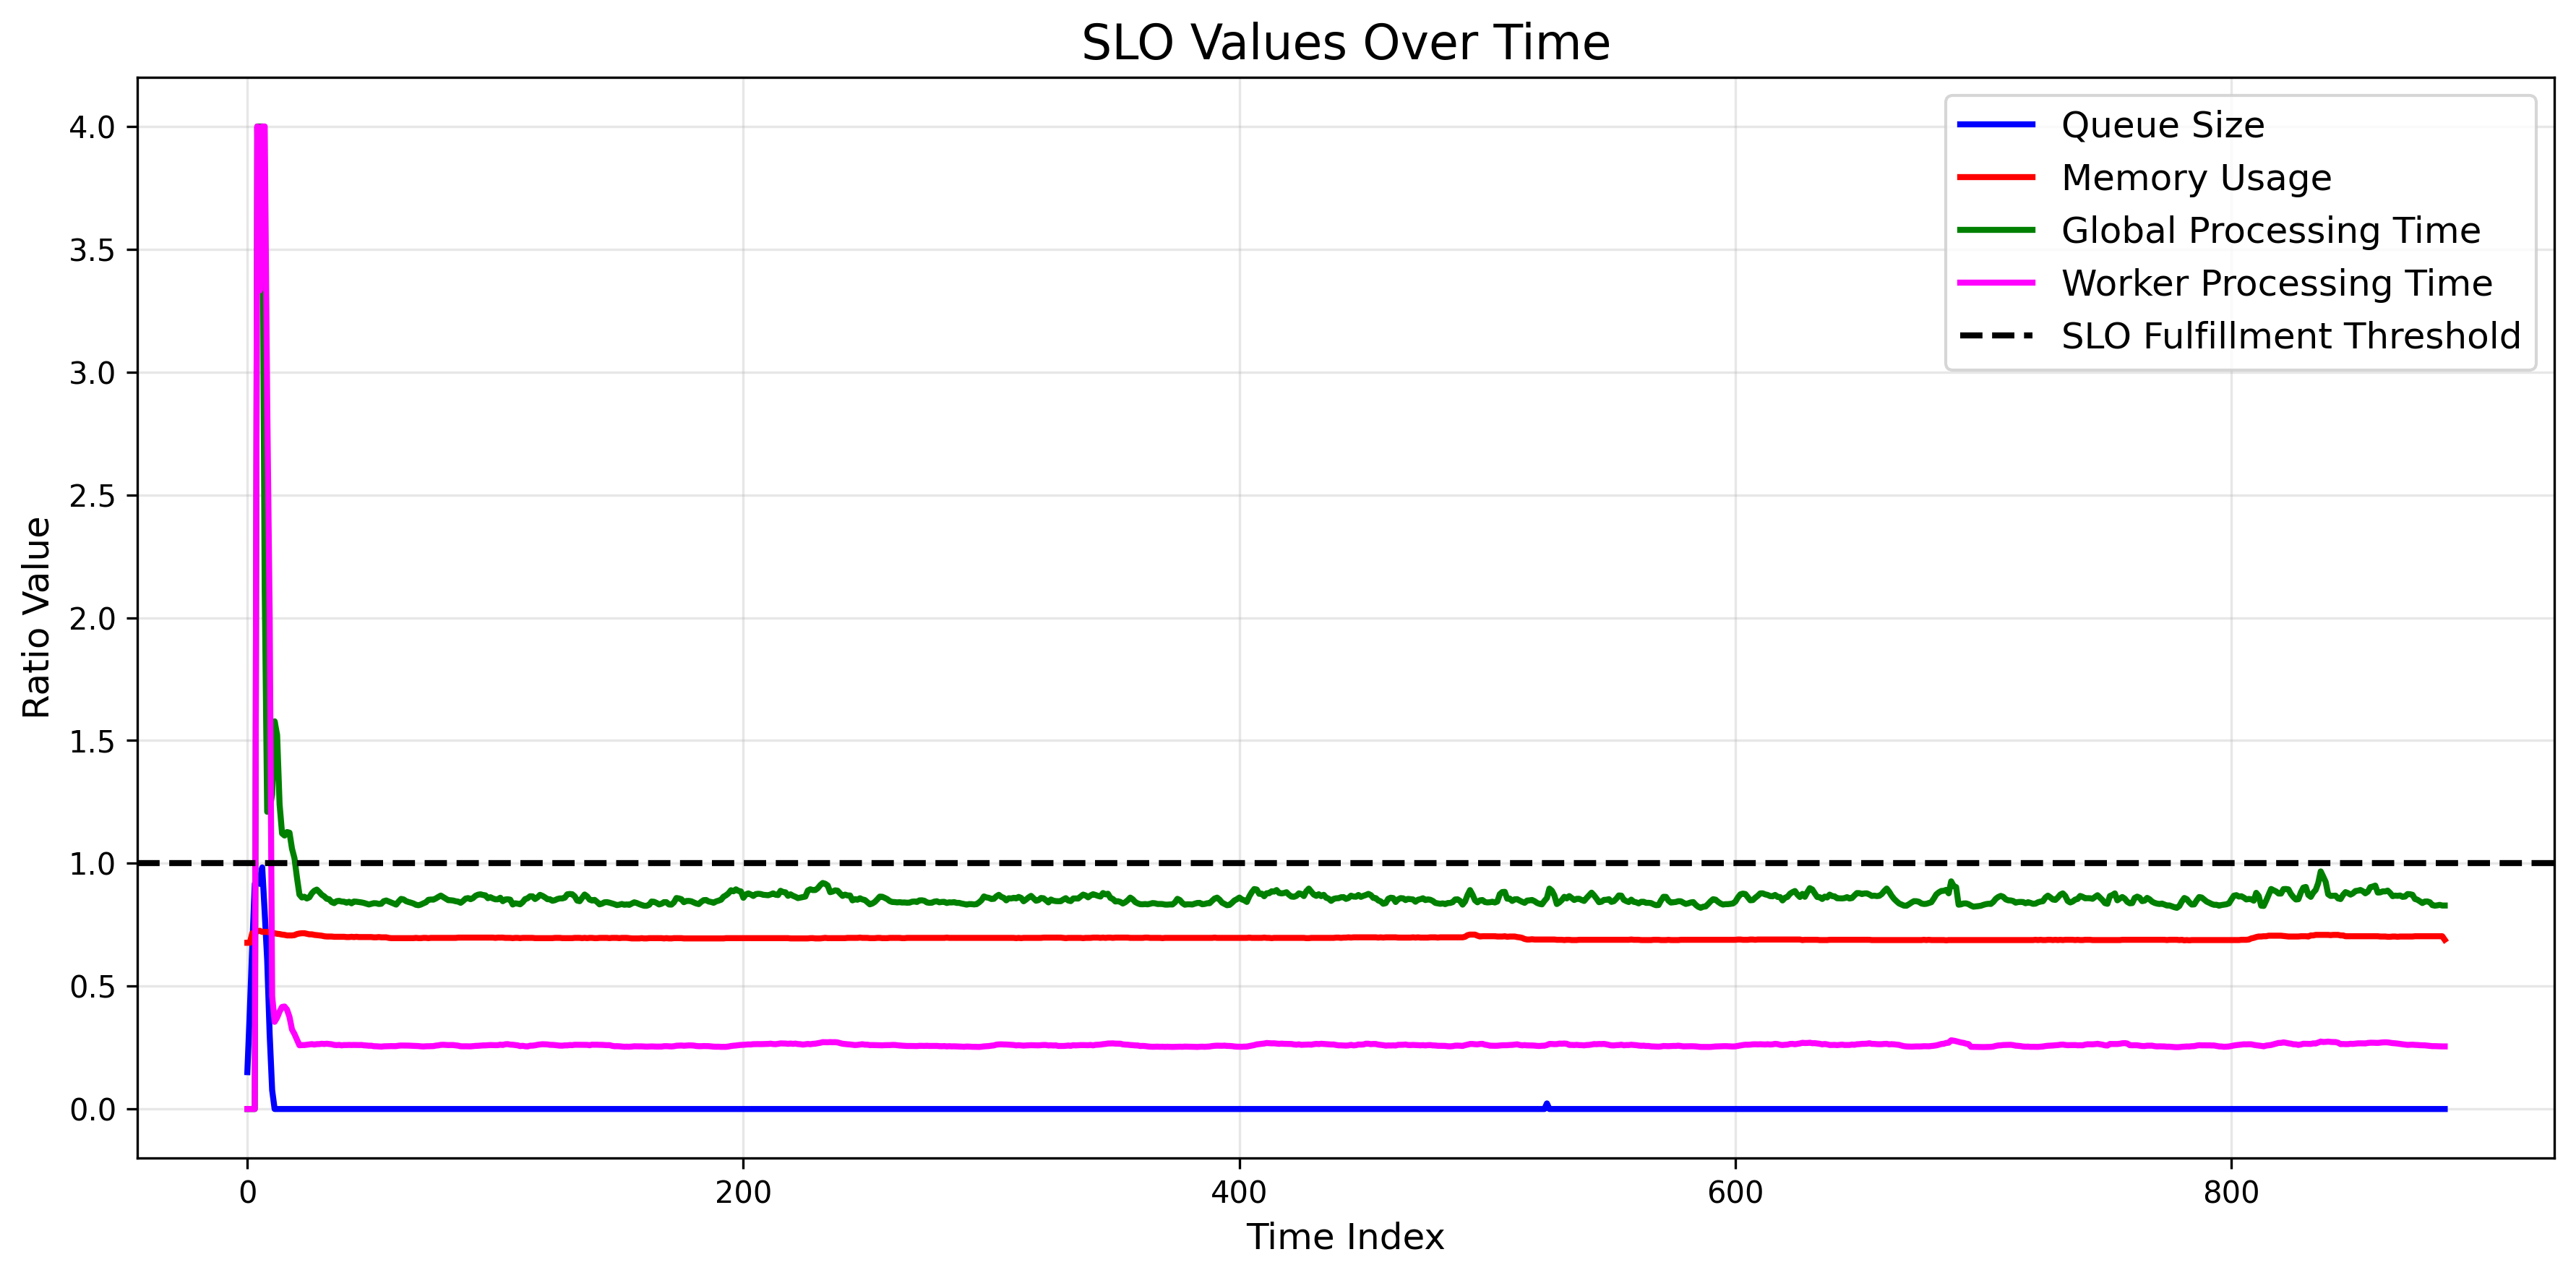 SLO Values Over Time
4.0
3.5
3.0
2.5
2.0
1.5
1.0
0.5
0.0
Ratio Value
Queue Size
Memory Usage
Global Processing Time
Worker Processing Time
SLO Fulfillment Threshold
0 200 400 600 800
Time Index